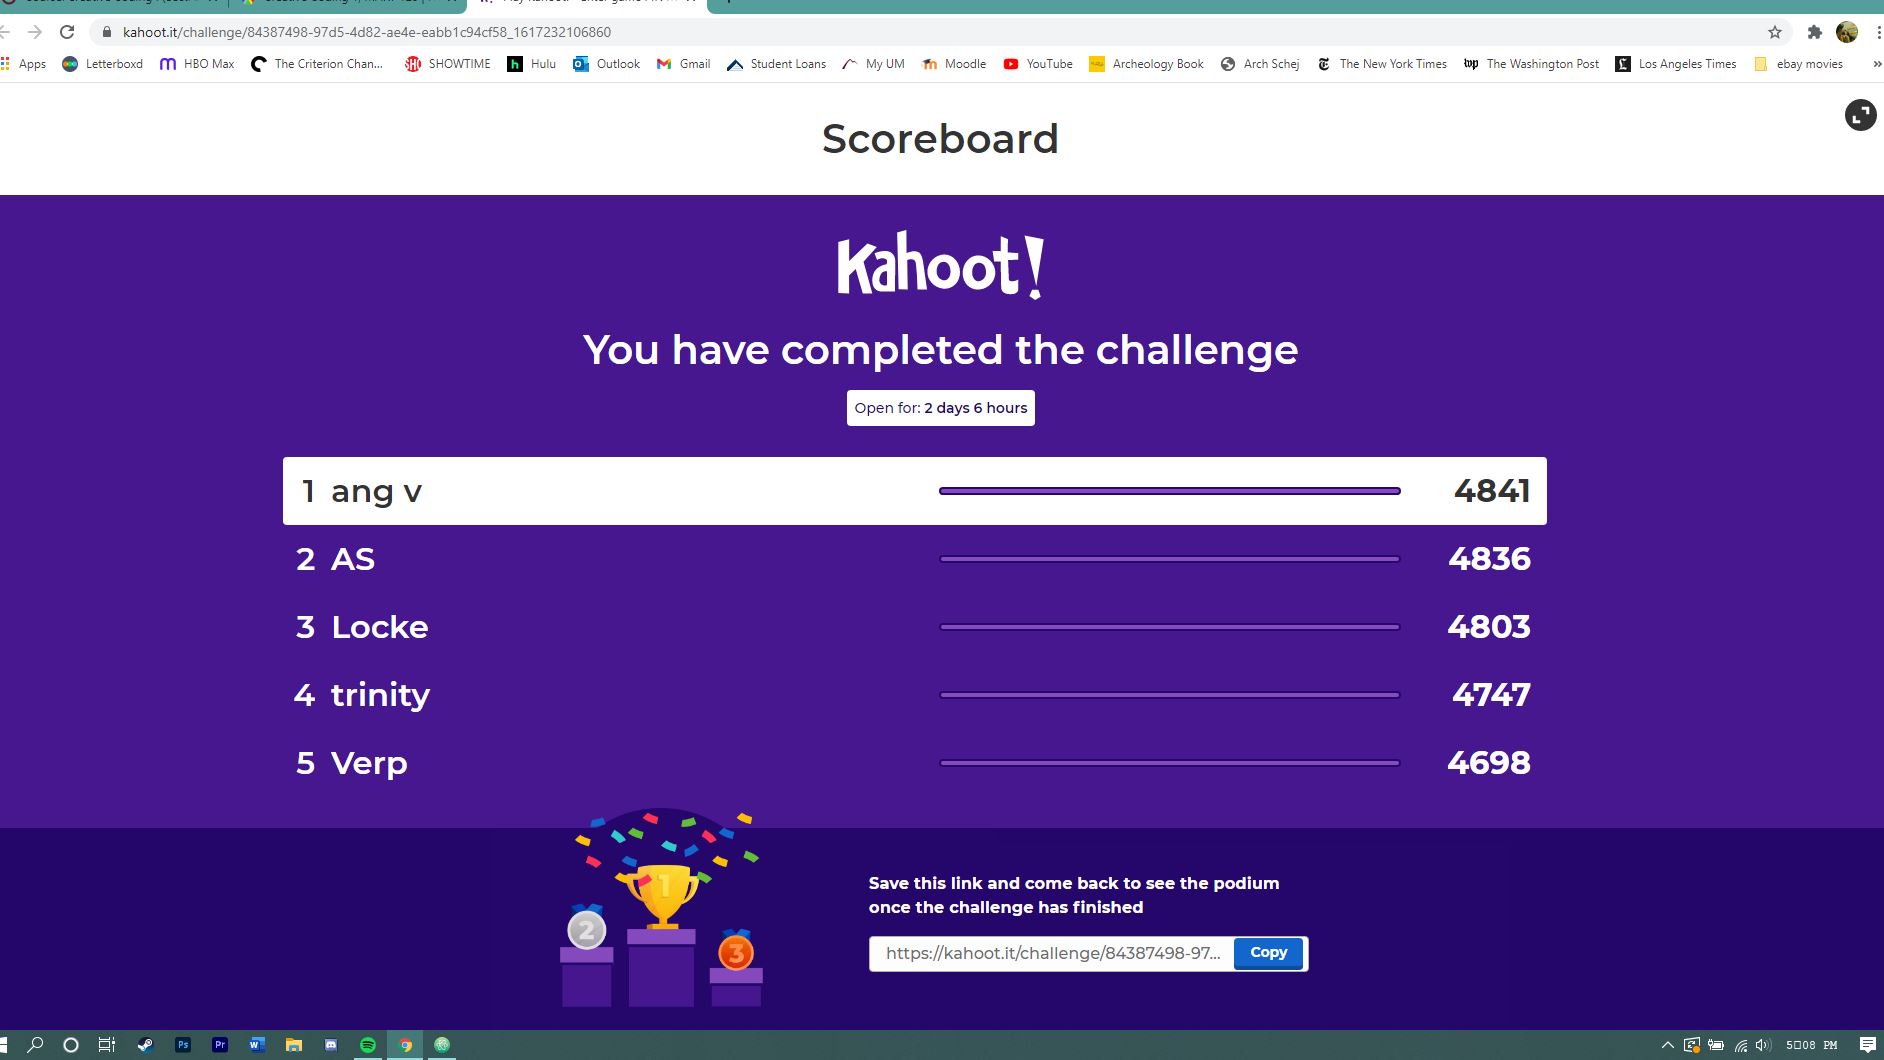 kahoot.it/challenge/84387498-97d5-4d82-ae4e-eabb1c94cf58_1617232106860
Apps Letterboxd HBO Max The Criterion Chan... SHOWTIME Hulu Outlook Gmail Student Loans My UM Moodle YouTube Archeology Book Arch Schej The New York Times The Washington Post Los Angeles Times ebay movies »
Scoreboard
Kahoot!
You have completed the challenge
Open for: 2 days 6 hours
1 ang v 4841
2 AS 4836
3 Locke 4803
4 trinity 4747
5 Verp 4698
1
2
3
Save this link and come back to see the podium
once the challenge has finished
https://kahoot.it/challenge/84387498-97... Copy
Ps Pr 5□08 PM